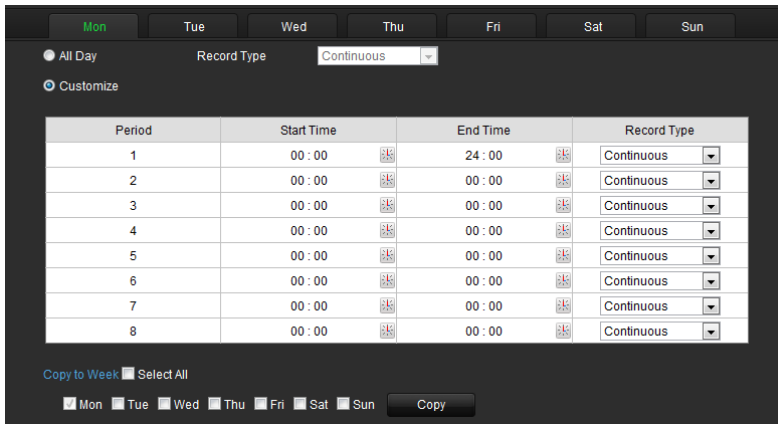 Mon Tue Wed Thu Fri Sat Sun
All Day Record Type Continuous
Customize
Period Start Time End Time Record Type
1 00 : 00 24 : 00 Continuous
2 00 : 00 00 : 00 Continuous
3 00 : 00 00 : 00 Continuous
4 00 : 00 00 : 00 Continuous
5 00 : 00 00 : 00 Continuous
6 00 : 00 00 : 00 Continuous
7 00 : 00 00 : 00 Continuous
8 00 : 00 00 : 00 Continuous
Copy to Week Select All
Mon Tue Wed Thu Fri Sat Sun Copy